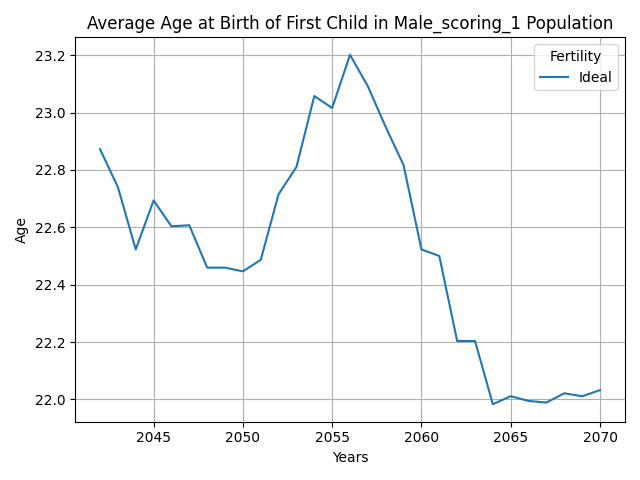 Average Age at Birth of First Child in Male_scoring_1 Population
Fertility
Ideal
23.2
23.0
22.8
22.6
22.4
22.2
22.0
Age
2045
2050
2055
2060
2065
2070
Years